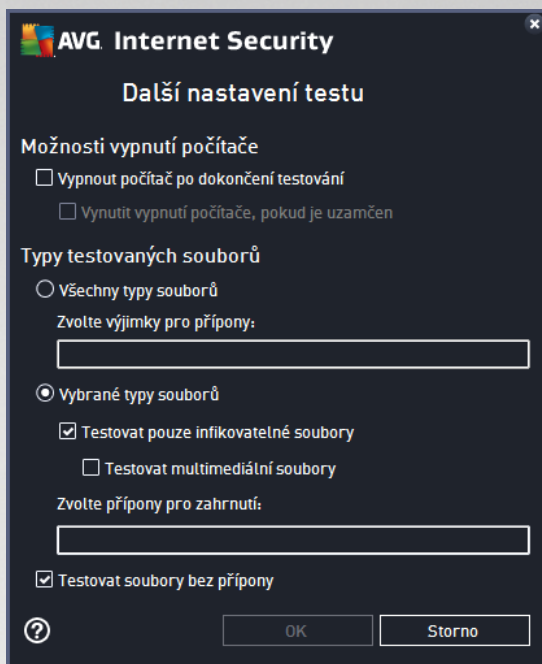 AVG. Internet Security
Další nastavení testu
Možnosti vypnutí počítače
Vypnout počítač po dokončení testování
Vynutit vypnutí počítače, pokud je uzamčen
Typy testovaných souborů
Všechny typy souborů
Zvolte výjimky pro přípony:
Vybrané typy souborů
Testovat pouze infikovatelné soubory
Testovat multimediální soubory
Zvolte přípony pro zahrnutí:
Testovat soubory bez přípony
?
OK
Storno